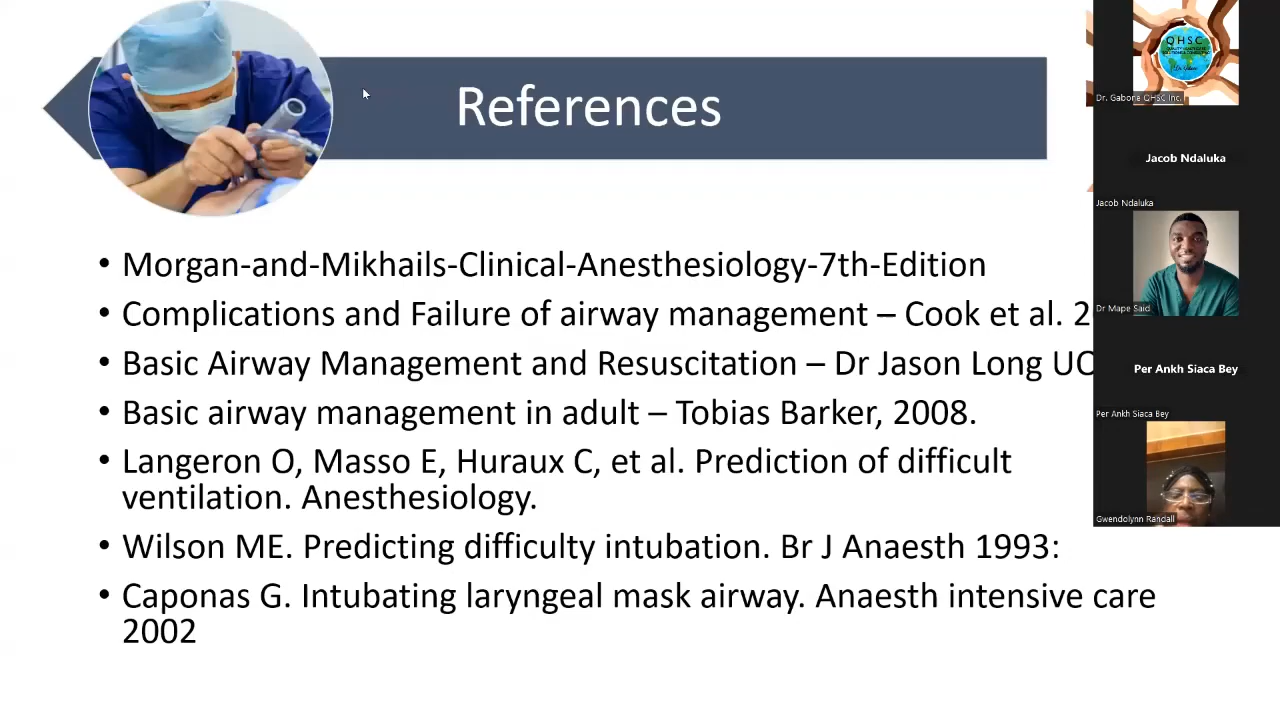 References
• Morgan-and-Mikhails-Clinical-Anesthesiology-7th-Edition
• Complications and Failure of airway management – Cook et al. 2
• Basic Airway Management and Resuscitation – Dr Jason Long UC
• Basic airway management in adult – Tobias Barker, 2008.
• Langeron O, Masso E, Huraux C, et al. Prediction of difficult
ventilation. Anesthesiology.
• Wilson ME. Predicting difficulty intubation. Br J Anaesth 1993:
• Caponas G. Intubating laryngeal mask airway. Anaesth intensive care
2002
QHSC
Dr. Gabone QHSC Inc.
Jacob Ndaluka
Jacob Ndaluka
Dr Mape Said
Per Ankh Siaca Bey
Per Ankh Siaca Bey
Gwendolynn Randall